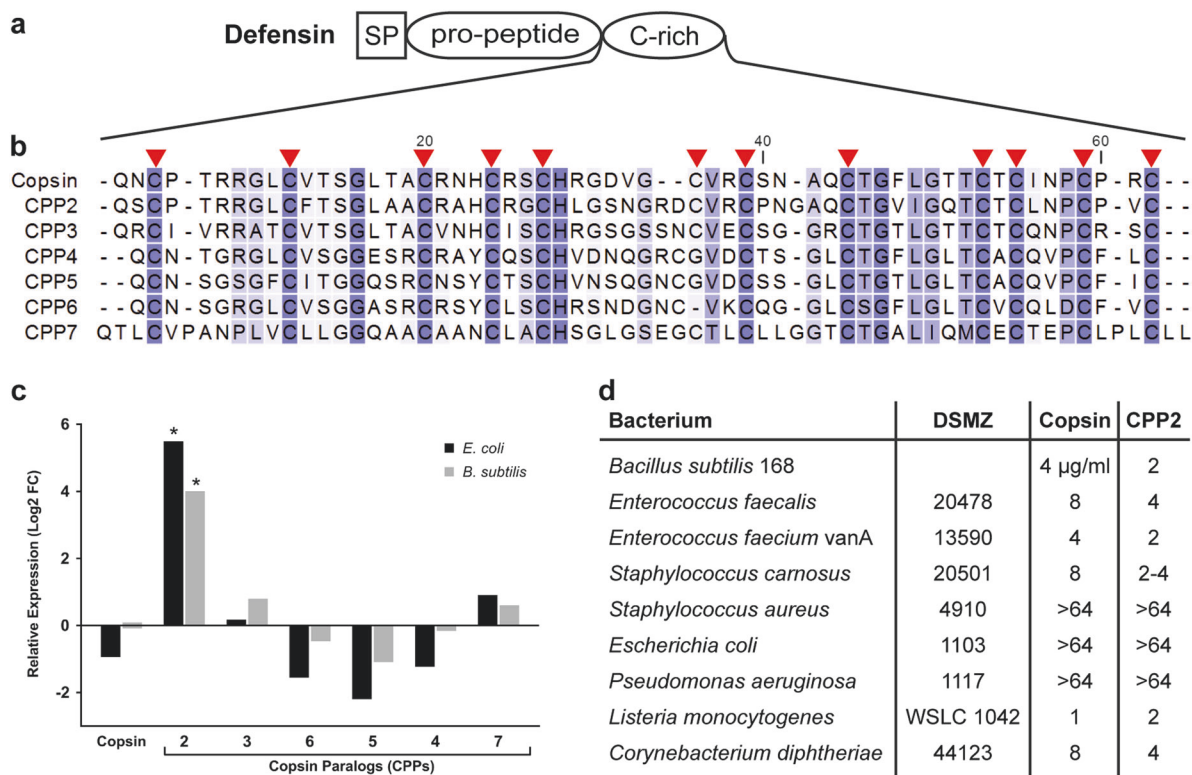 a
Defensin SP pro-peptide C-rich
b
20 40 60
Copsin -QNCP-TRRGLCVTSGLTACRNHCRSCHRGDVG--CVRCSN-AQCTGFLGTTCTCINPCP-RC--
CPP2 -QSCP-TRRGLCFTSGLAACRAHCRGCHLGSNGRDCVRCPNGAQCTGVIGQTCTCLNPCP-VC--
CPP3 -QRCI-VRRATCVTSGLTACVNHCISCHRGSGSSNCVECSG-GRCTGTLGTTCTCQNPCR-SC--
CPP4 --QCN-TGRGLCVSGGESRCRAYCQSCHVDNQGRCGVDCTS-GLCTGFLGLTCACQVPCF-LC--
CPP5 --QCN-SGSGFCITGGQSRCNSYCTSCHVNSQGNCGVDCSS-GLCTGTLGLTCACQVPCF-IC--
CPP6 --QCN-SGRGLCVSGGASRCRSYCLSCHRSNDGNC-VKCQG-GLCSGFLGLTCVCQLDCF-VC--
CPP7 QTLCVPANPLVCLLGGQAACAANCLACHSGLGSEGCTLCLLGGTCTGALIQMCECTEPCLPLCLL
c
Relative Expression (Log2 FC)
6
4
2
0
-2
* *
E. coli
B. subtilis
Copsin 2 3 6 5 4 7
Copsin Paralogs (CPPs)
d
Bacterium DSMZ Copsin CPP2
Bacillus subtilis 168 4 µg/ml 2
Enterococcus faecalis 20478 8 4
Enterococcus faecium vanA 13590 4 2
Staphylococcus carnosus 20501 8 2-4
Staphylococcus aureus 4910 >64 >64
Escherichia coli 1103 >64 >64
Pseudomonas aeruginosa 1117 >64 >64
Listeria monocytogenes WSLC 1042 1 2
Corynebacterium diphtheriae 44123 8 4